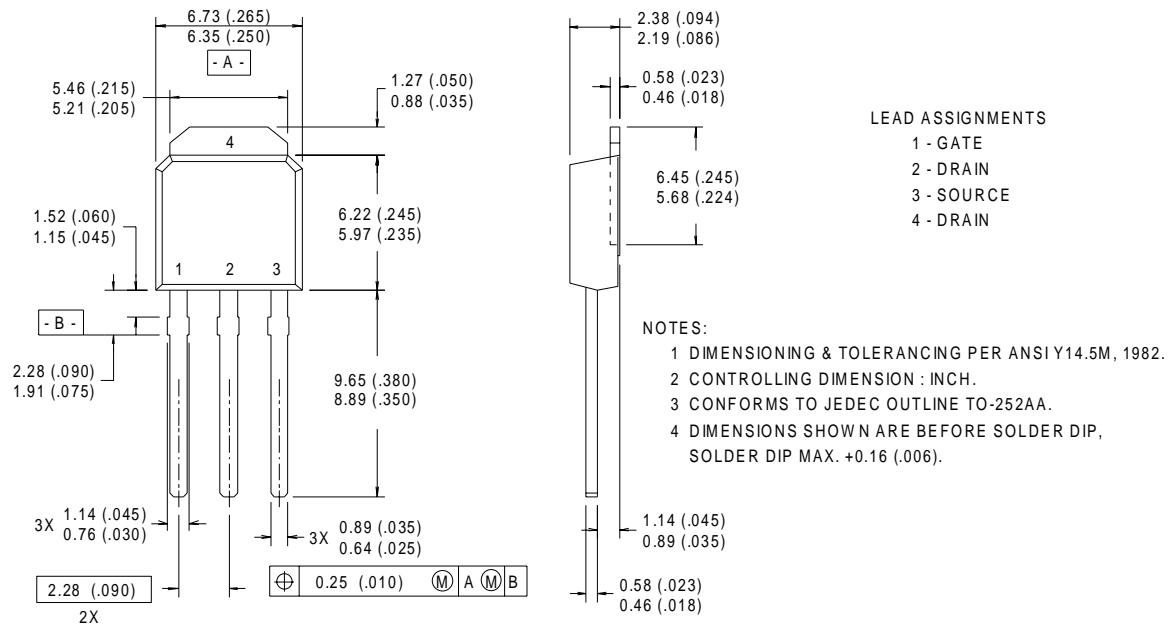 6.73 (.265)
6.35 (.250)
- A -
5.46 (.215)
5.21 (.205)
1.27 (.050)
0.88 (.035)
4
1.52 (.060)
1.15 (.045)
6.22 (.245)
5.97 (.235)
1 2 3
- B -
2.28 (.090)
1.91 (.075)
9.65 (.380)
8.89 (.350)
3X 1.14 (.045)
0.76 (.030)
3X 0.89 (.035)
0.64 (.025)
2.28 (.090)
2X
⌖ 0.25 (.010) Ⓜ A Ⓜ B
2.38 (.094)
2.19 (.086)
0.58 (.023)
0.46 (.018)
6.45 (.245)
5.68 (.224)
1.14 (.045)
0.89 (.035)
0.58 (.023)
0.46 (.018)
LEAD ASSIGNMENTS
1 - GATE
2 - DRAIN
3 - SOURCE
4 - DRAIN
NOTES:
1 DIMENSIONING & TOLERANCING PER ANSI Y14.5M, 1982.
2 CONTROLLING DIMENSION : INCH.
3 CONFORMS TO JEDEC OUTLINE TO-252AA.
4 DIMENSIONS SHOWN ARE BEFORE SOLDER DIP,
SOLDER DIP MAX. +0.16 (.006).